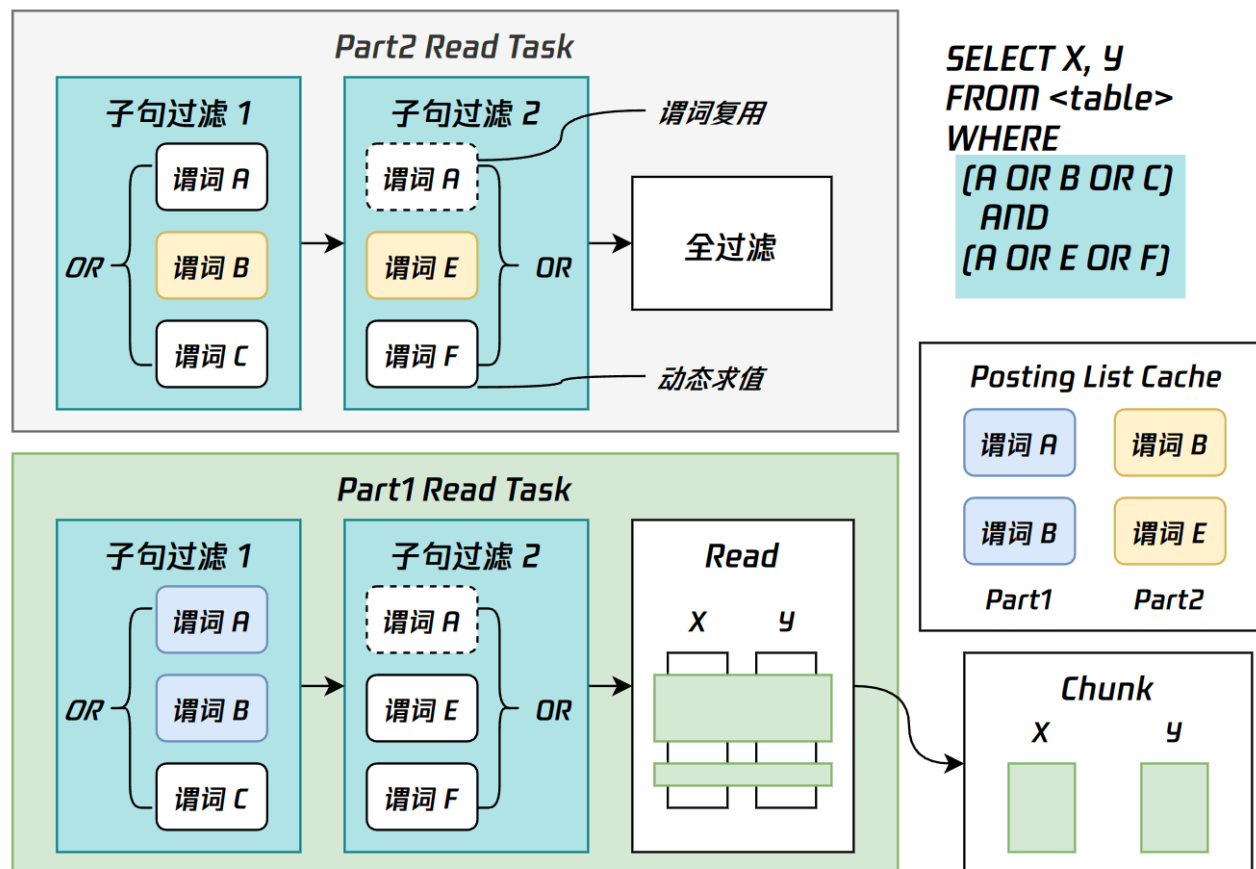 Part2 Read Task
子句过滤 1
谓词 A
谓词 B
谓词 C
OR
子句过滤 2
谓词 A
谓词 E
谓词 F
OR
谓词复用
动态求值
全过滤
SELECT X, Y
FROM <table>
WHERE
(A OR B OR C)
AND
(A OR E OR F)
Posting List Cache
谓词 A
谓词 B
谓词 B
谓词 E
Part1
Part2
Part1 Read Task
子句过滤 1
谓词 A
谓词 B
谓词 C
OR
子句过滤 2
谓词 A
谓词 E
谓词 F
OR
Read
X
Y
Chunk
X
Y